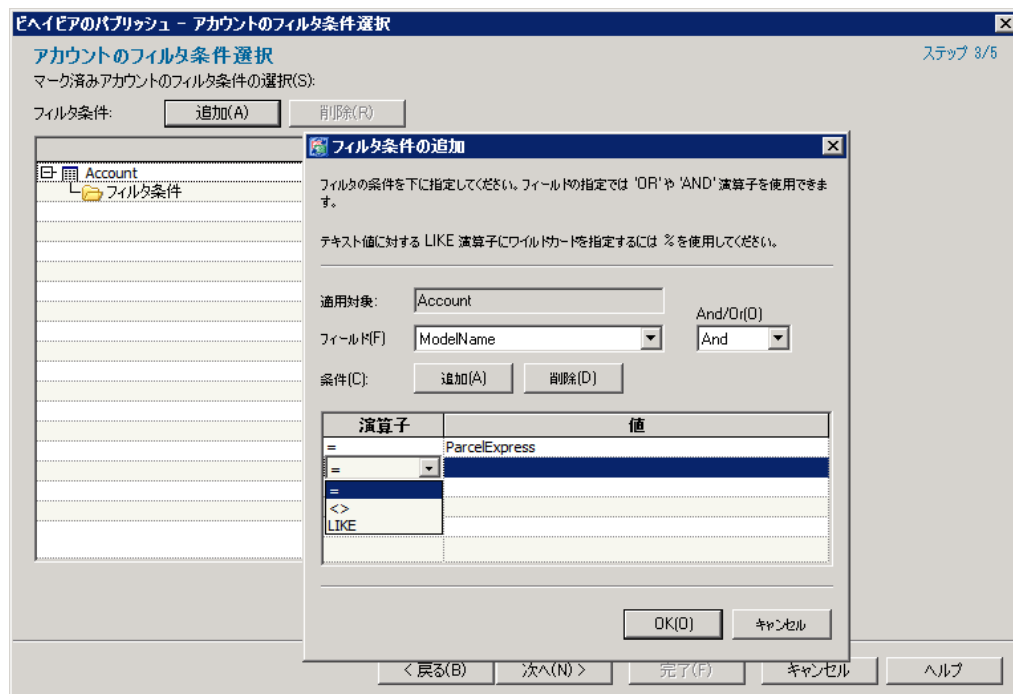 ビヘイビアのパブリッシュ - アカウントのフィルタ条件選択
アカウントのフィルタ条件選択
ステップ 3/5
マーク済みアカウントのフィルタ条件の選択(S):
フィルタ条件:
追加(A)
削除(R)
Account
フィルタ条件
フィルタ条件の追加
フィルタの条件を下に指定してください。フィールドの指定では 'OR' や 'AND' 演算子を使用できま
す。
テキスト値に対する LIKE 演算子にワイルドカードを指定するには % を使用してください。
適用対象:
Account
And/Or(O)
フィールド(F)
ModelName
And
条件(C):
追加(A)
削除(D)
演算子
値
=
ParcelExpress
=
=
<>
LIKE
OK(O)
キャンセル
< 戻る(B)
次へ(N) >
完了(F)
キャンセル
ヘルプ